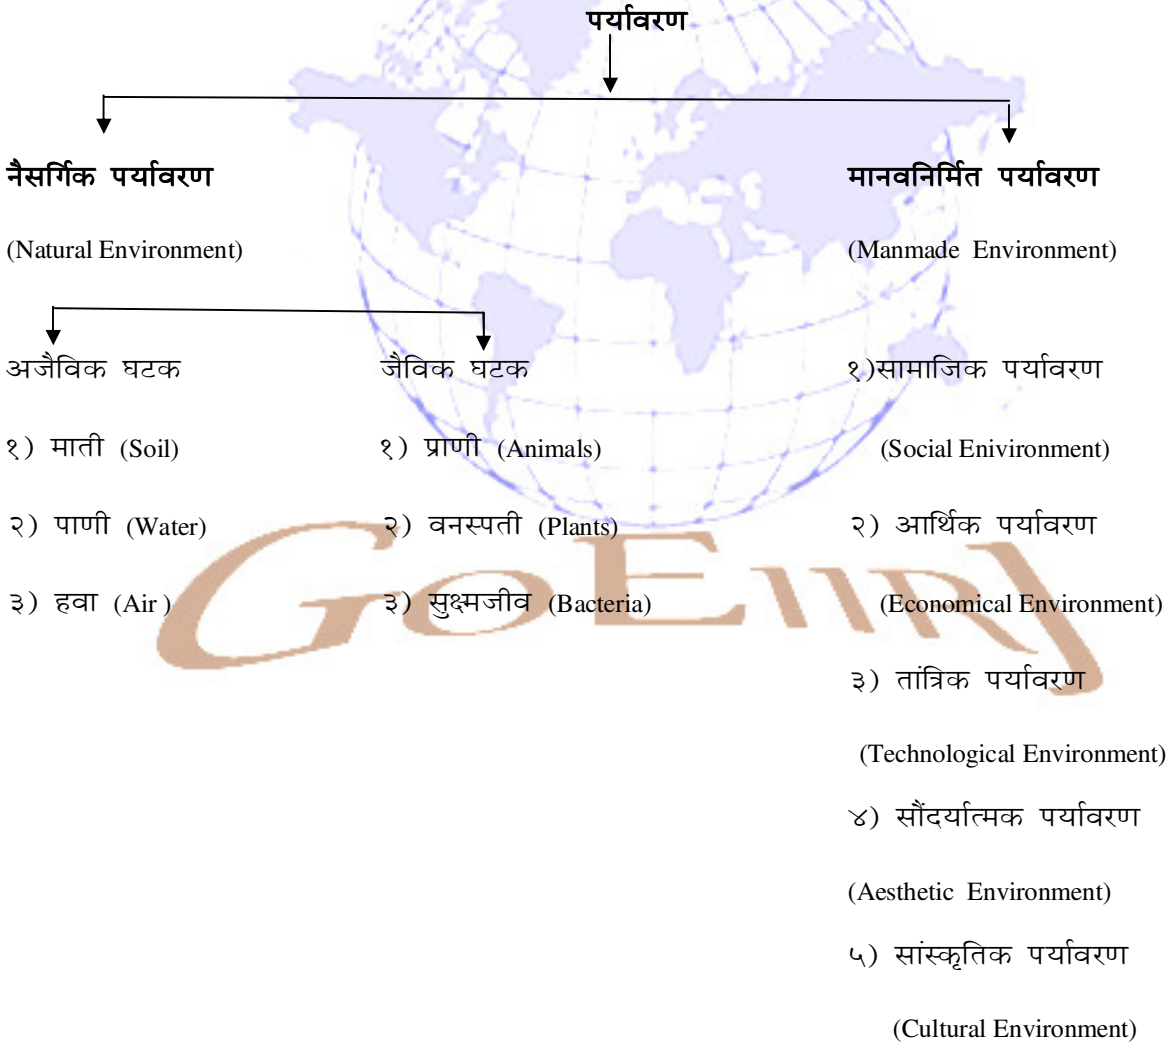 पर्यावरण
नैसर्गिक पर्यावरण
(Natural Environment)
अजैविक घटक
१) माती (Soil)
२) पाणी (Water)
३) हवा (Air )
जैविक घटक
१) प्राणी (Animals)
२) वनस्पती (Plants)
३) सुक्ष्मजीव (Bacteria)
मानवनिर्मित पर्यावरण
(Manmade Environment)
१)सामाजिक पर्यावरण
(Social Enivironment)
२) आर्थिक पर्यावरण
(Economical Environment)
३) तांत्रिक पर्यावरण
(Technological Environment)
४) सौंदर्यात्मक पर्यावरण
(Aesthetic Environment)
५) सांस्कृतिक पर्यावरण
(Cultural Environment)
GOEIIRJ